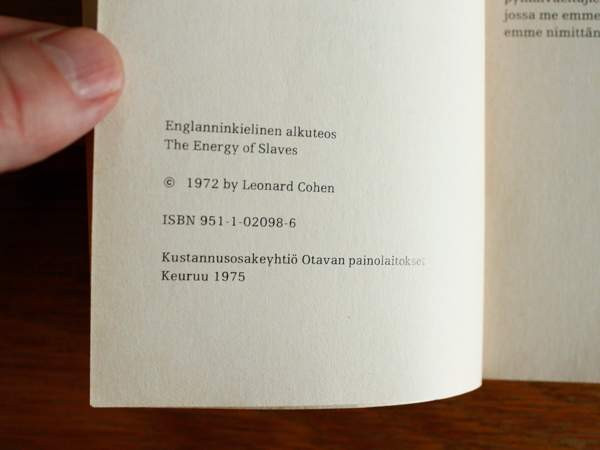 Englanninkielinen alkuteos
The Energy of Slaves
© 1972 by Leonard Cohen
ISBN 951-1-02098-6
Kustannusosakeyhtiö Otavan painolaitokset
Keuruu 1975
jossa me emme
emme nimittän